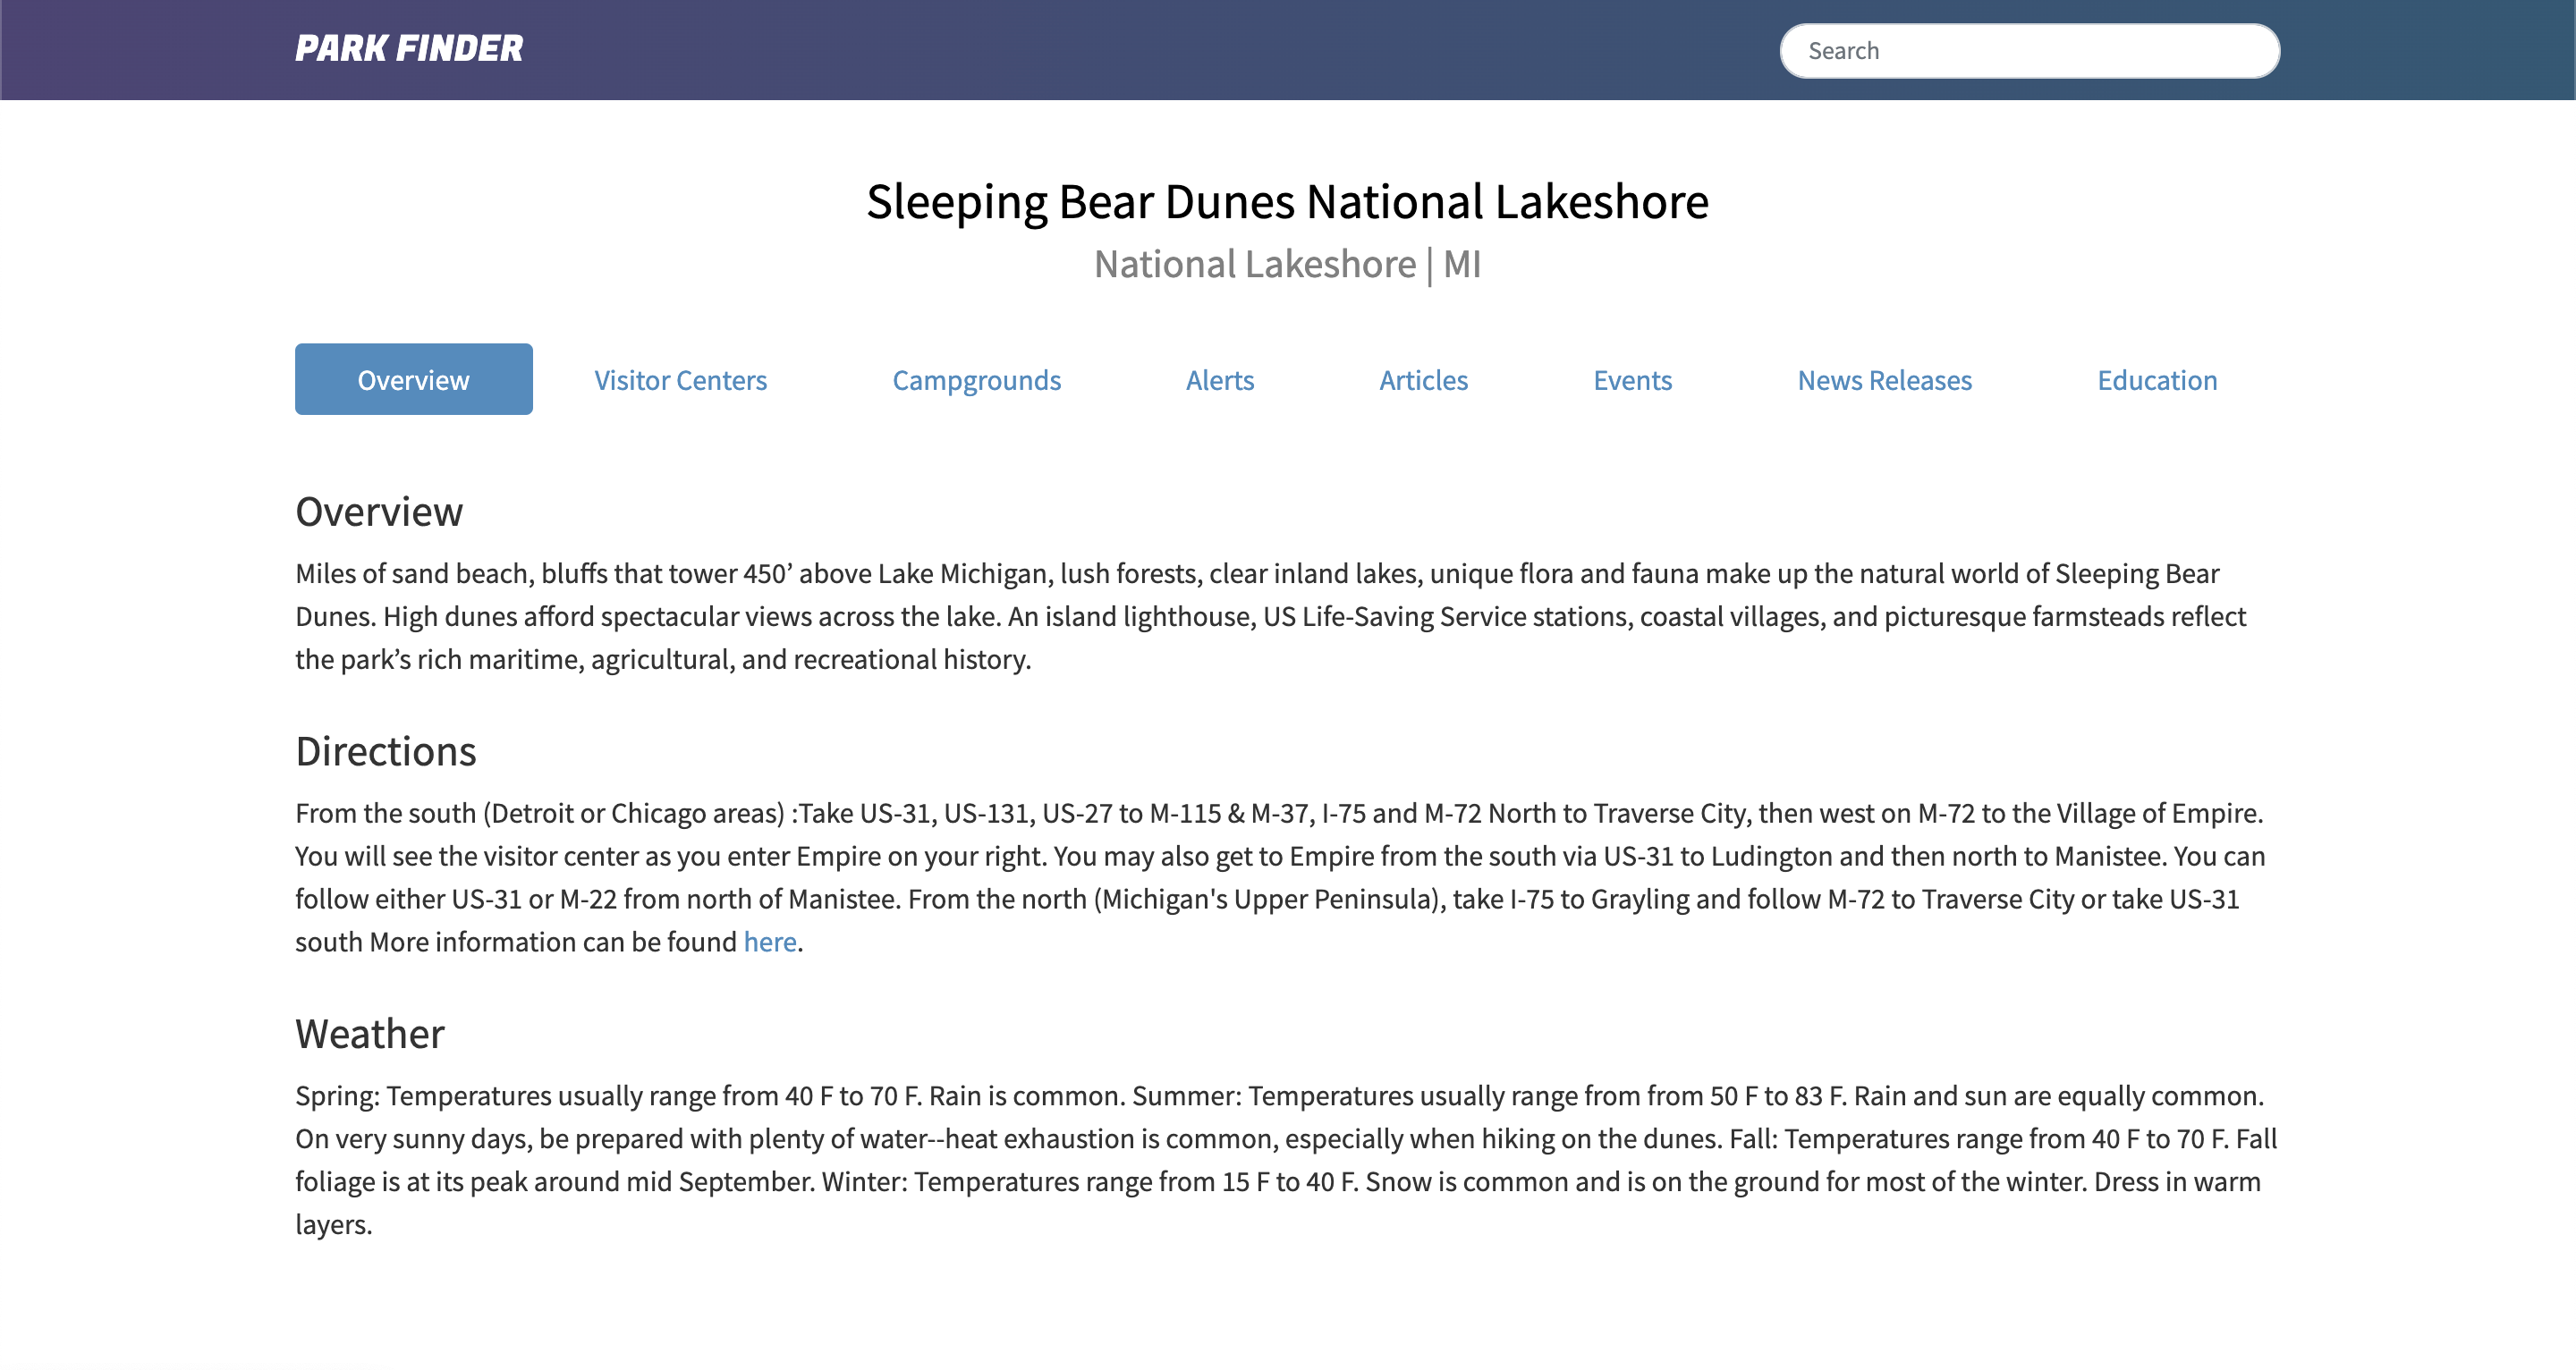 PARK FINDER
Search
Sleeping Bear Dunes National Lakeshore
National Lakeshore | MI
Overview
Visitor Centers
Campgrounds
Alerts
Articles
Events
News Releases
Education
Overview
Miles of sand beach, bluffs that tower 450’ above Lake Michigan, lush forests, clear inland lakes, unique flora and fauna make up the natural world of Sleeping Bear
Dunes. High dunes afford spectacular views across the lake. An island lighthouse, US Life-Saving Service stations, coastal villages, and picturesque farmsteads reflect
the park’s rich maritime, agricultural, and recreational history.
Directions
From the south (Detroit or Chicago areas) :Take US-31, US-131, US-27 to M-115 & M-37, I-75 and M-72 North to Traverse City, then west on M-72 to the Village of Empire.
You will see the visitor center as you enter Empire on your right. You may also get to Empire from the south via US-31 to Ludington and then north to Manistee. You can
follow either US-31 or M-22 from north of Manistee. From the north (Michigan's Upper Peninsula), take I-75 to Grayling and follow M-72 to Traverse City or take US-31
south More information can be found here.
Weather
Spring: Temperatures usually range from 40 F to 70 F. Rain is common. Summer: Temperatures usually range from from 50 F to 83 F. Rain and sun are equally common.
On very sunny days, be prepared with plenty of water--heat exhaustion is common, especially when hiking on the dunes. Fall: Temperatures range from 40 F to 70 F. Fall
foliage is at its peak around mid September. Winter: Temperatures range from 15 F to 40 F. Snow is common and is on the ground for most of the winter. Dress in warm
layers.